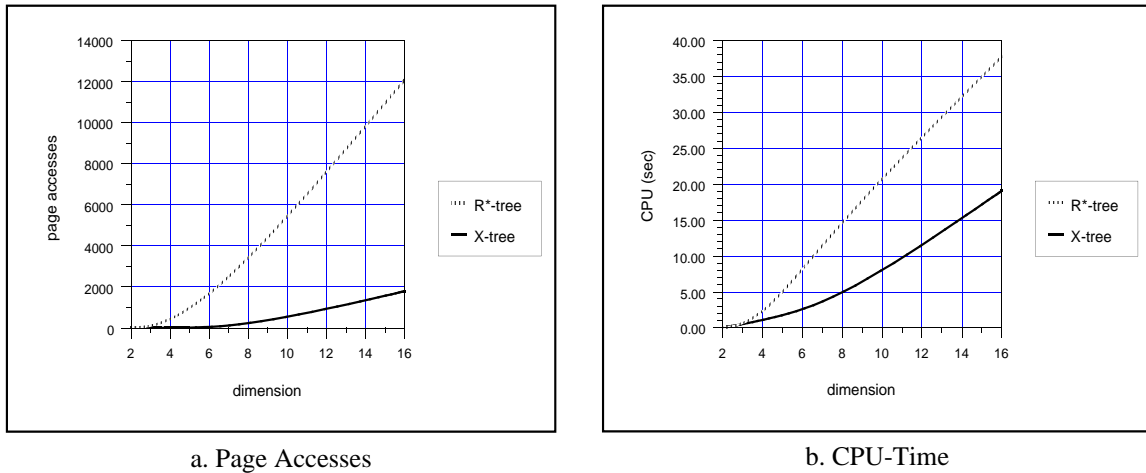 14000
12000
10000
8000
6000
4000
2000
0
page accesses
2 4 6 8 10 12 14 16
dimension
R*-tree
X-tree
a. Page Accesses
40.00
35.00
30.00
25.00
20.00
15.00
10.00
5.00
0.00
CPU (sec)
2 4 6 8 10 12 14 16
dimension
R*-tree
X-tree
b. CPU-Time